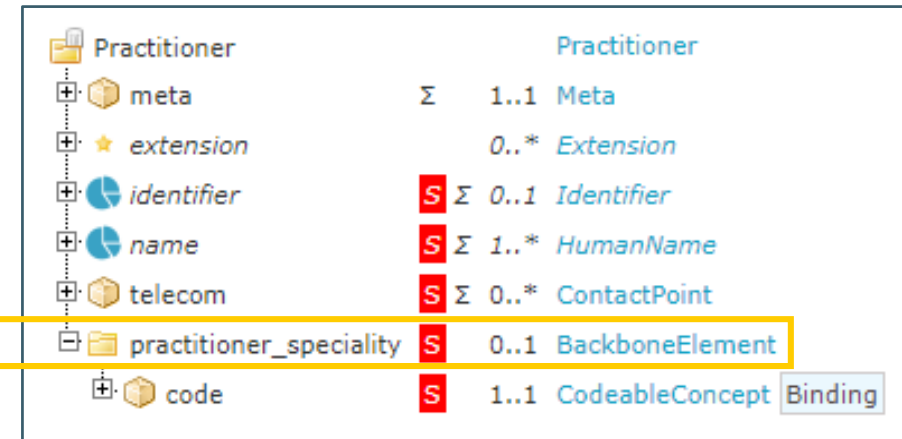 Practitioner Practitioner
meta Σ 1..1 Meta
extension 0..* Extension
identifier S Σ 0..1 Identifier
name S Σ 1..* HumanName
telecom S Σ 0..* ContactPoint
practitioner_speciality S 0..1 BackboneElement
code S 1..1 CodeableConcept Binding